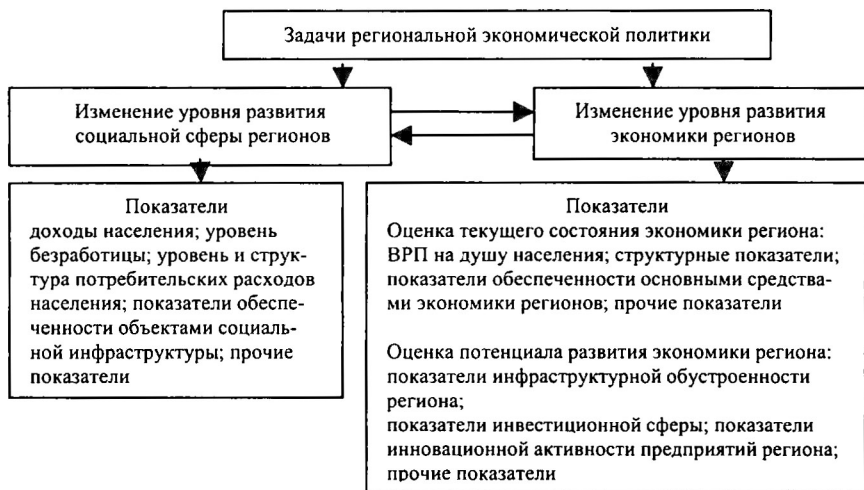 Задачи региональной экономической политики
Изменение уровня развития
социальной сферы регионов
Изменение уровня развития
экономики регионов
Показатели
доходы населения; уровень
безработицы; уровень и струк-
тура потребительских расходов
населения; показатели обеспе-
ченности объектами социаль-
ной инфраструктуры; прочие
показатели
Показатели
Оценка текущего состояния экономики региона:
ВРП на душу населения; структурные показатели;
показатели обеспеченности основными средства-
ми экономики регионов; прочие показатели
Оценка потенциала развития экономики региона:
показатели инфраструктурной обустроенности
региона;
показатели инвестиционной сферы; показатели
инновационной активности предприятий региона;
прочие показатели